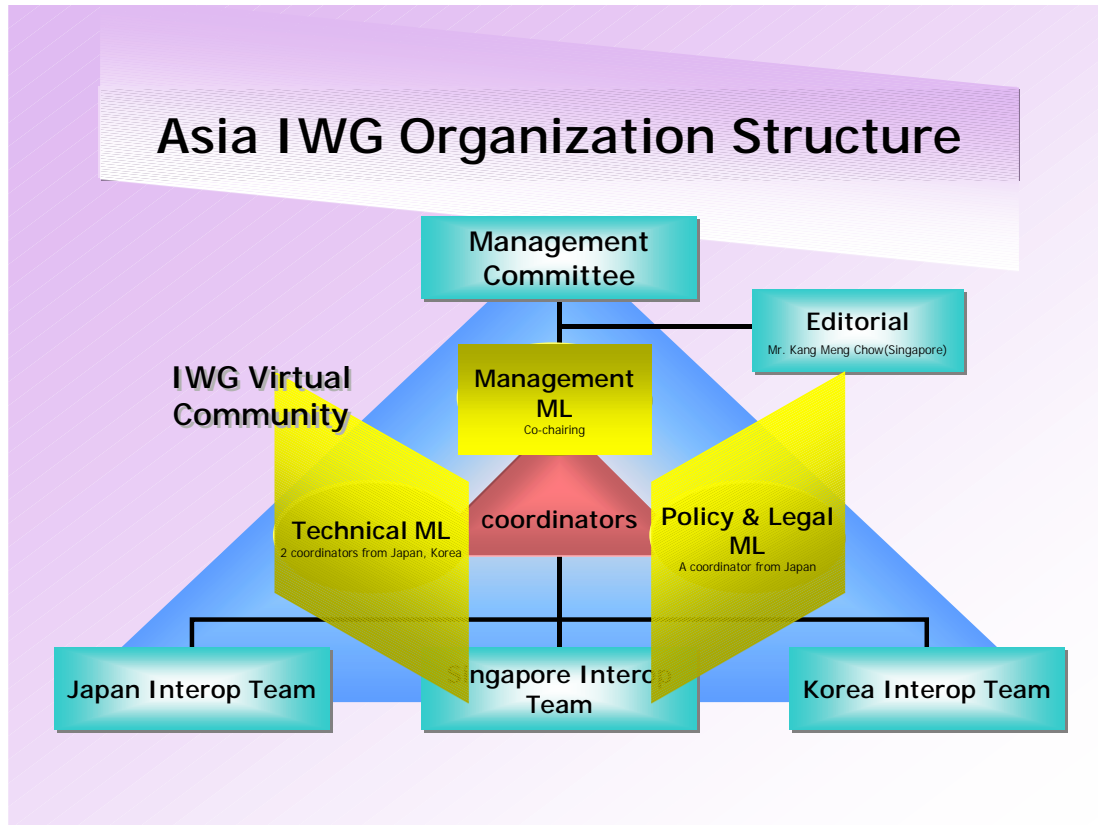 Asia IWG Organization Structure
Management
Committee
Editorial
Mr. Kang Meng Chow(Singapore)
IWG Virtual
Community
Management
ML
Co-chairing
Technical ML
2 coordinators from Japan, Korea
coordinators
Policy & Legal
ML
A coordinator from Japan
Japan Interop Team
Singapore Interop
Team
Korea Interop Team